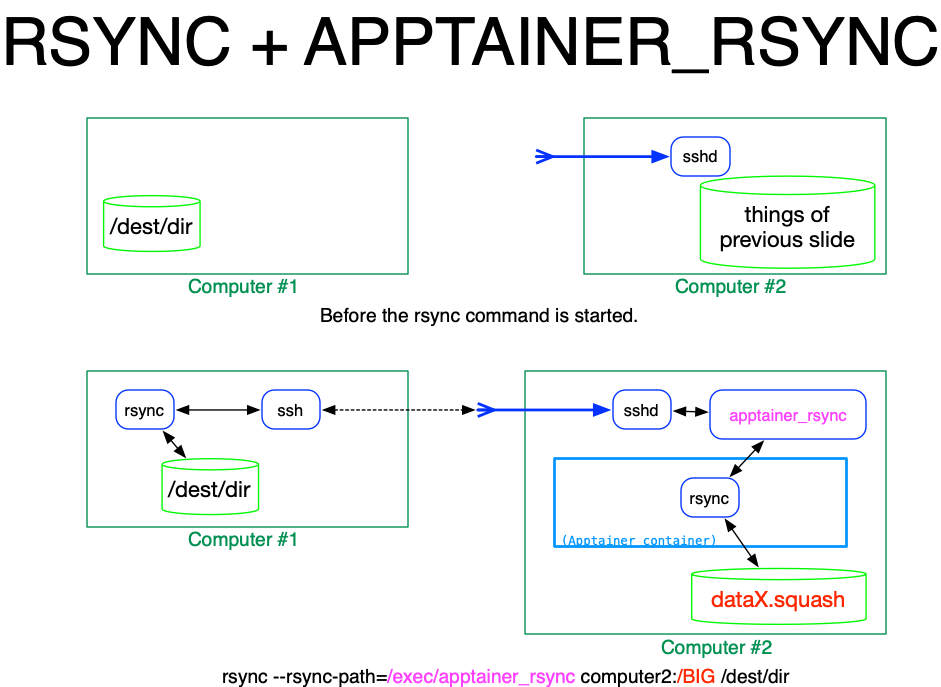 RSYNC + APPTAINER_RSYNC
sshd
/dest/dir
things of
previous slide
Computer #1
Computer #2
Before the rsync command is started.
rsync
ssh
sshd
apptainer_rsync
/dest/dir
rsync
(Apptainer container)
Computer #1
dataX.squash
Computer #2
rsync --rsync-path=/exec/apptainer_rsync computer2:/BIG /dest/dir